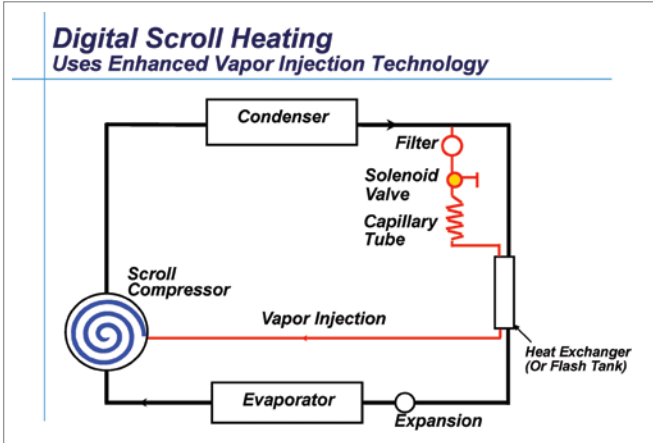 Digital Scroll Heating
Uses Enhanced Vapor Injection Technology
Condenser
Filter
Solenoid
Valve
Capillary
Tube
Scroll
Compressor
Vapor Injection
Heat Exchanger
(Or Flash Tank)
Evaporator
Expansion